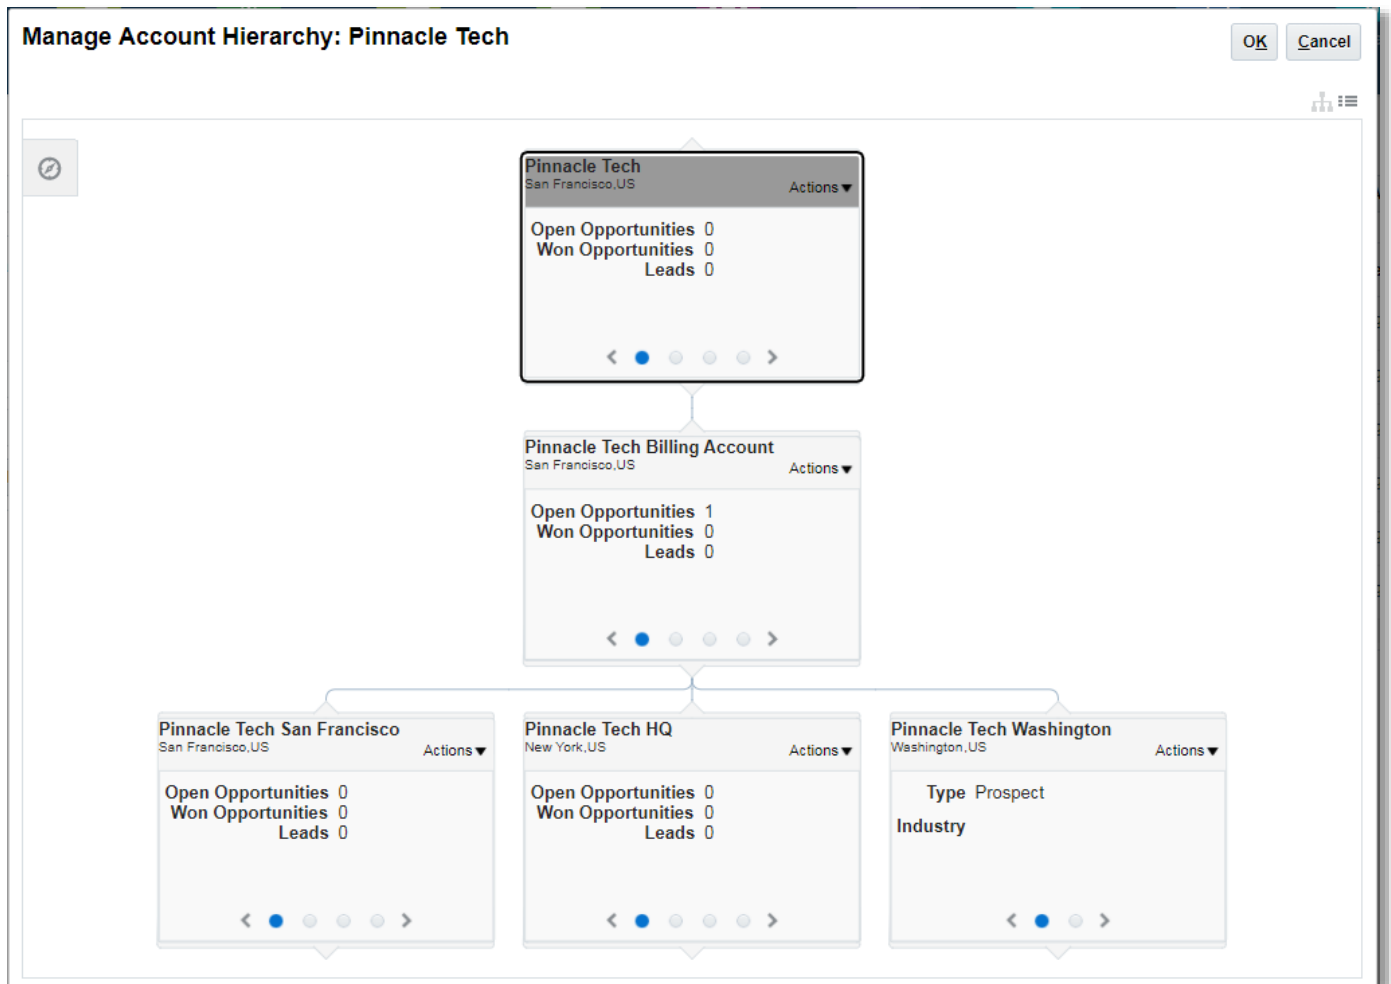 Manage Account Hierarchy: Pinnacle Tech
OK Cancel
Pinnacle Tech
San Francisco,US
Actions
Open Opportunities 0
Won Opportunities 0
Leads 0
Pinnacle Tech Billing Account
San Francisco,US
Actions
Open Opportunities 1
Won Opportunities 0
Leads 0
Pinnacle Tech San Francisco
San Francisco,US
Actions
Open Opportunities 0
Won Opportunities 0
Leads 0
Pinnacle Tech HQ
New York,US
Actions
Open Opportunities 0
Won Opportunities 0
Leads 0
Pinnacle Tech Washington
Washington,US
Actions
Type Prospect
Industry